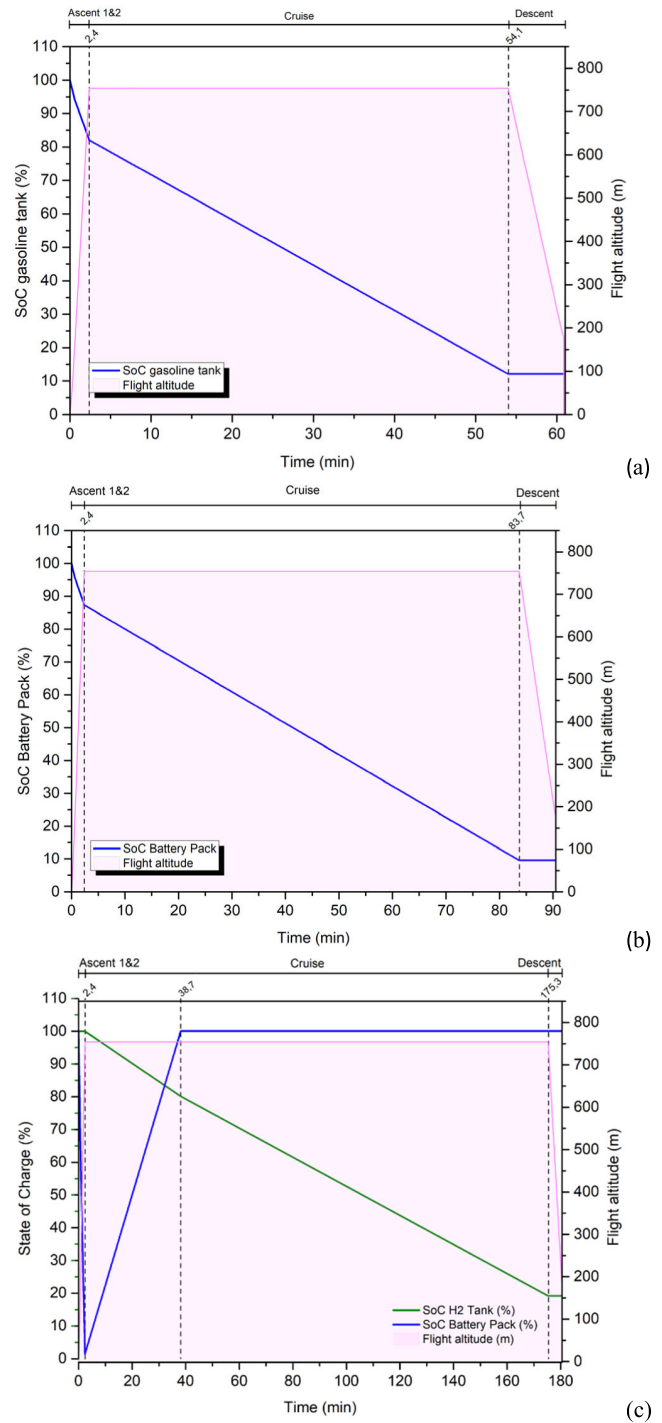 Ascent 1&2 Cruise Descent
2,4 54,1
110
100
90
80
70
60
50
40
30
20
10
0
SoC gasoline tank (%)
800
700
600
500
400
300
200
100
0
Flight altitude (m)
SoC gasoline tank
Flight altitude
0 10 20 30 40 50 60
Time (min)
(a)
Ascent 1&2 Cruise Descent
2,4 83,7
110
100
90
80
70
60
50
40
30
20
10
0
SoC Battery Pack (%)
800
700
600
500
400
300
200
100
0
Flight altitude (m)
SoC Battery Pack
Flight altitude
0 10 20 30 40 50 60 70 80 90
Time (min)
(b)
Ascent 1&2 Cruise Descent
2,4 38,7 175,3
110
100
90
80
70
60
50
40
30
20
10
0
State of Charge (%)
800
700
600
500
400
300
200
100
0
Flight altitude (m)
SoC H2 Tank (%)
SoC Battery Pack (%)
Flight altitude (m)
0 20 40 60 80 100 120 140 160 180
Time (min)
(c)